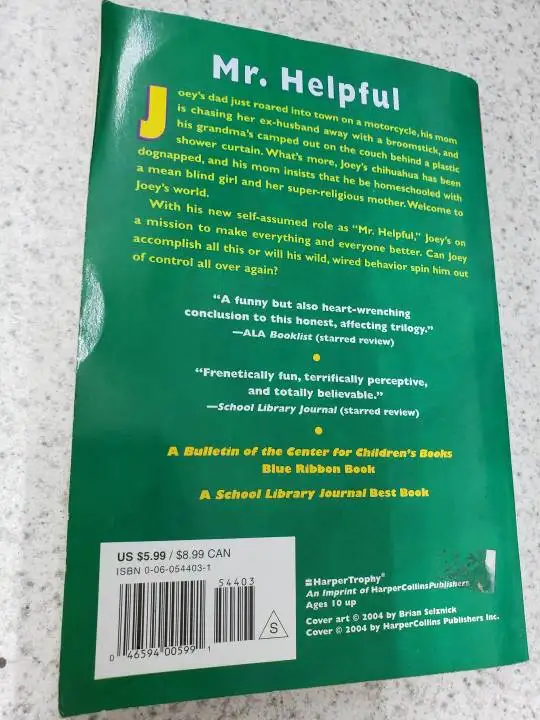 Mr. Helpful
Joey's dad just roared into town on a motorcycle, his mom
is chasing her ex-husband away with a broomstick, and
his grandma's camped out on the couch behind a plastic
shower curtain. What's more, Joey's chihuahua has been
dognapped, and his mom insists that he be homeschooled with
a mean blind girl and her super-religious mother. Welcome to
Joey's world.
With his new self-assumed role as "Mr. Helpful," Joey's on
a mission to make everything and everyone better. Can Joey
accomplish all this or will his wild, wired behavior spin him out
of control all over again?
"A funny but also heart-wrenching
conclusion to this honest, affecting trilogy."
—ALA Booklist (starred review)
"Frenetically fun, terrifically perceptive,
and totally believable."
—School Library Journal (starred review)
A Bulletin of the Center for Children's Books
Blue Ribbon Book
A School Library Journal Best Book
US $5.99 / $8.99 CAN
ISBN 0-06-054403-1
54403
S
0 46594 00599 1
HarperTrophy®
An Imprint of HarperCollinsPublishers
Ages 10 up
Cover art © 2004 by Brian Selznick
Cover © 2004 by HarperCollins Publishers Inc.